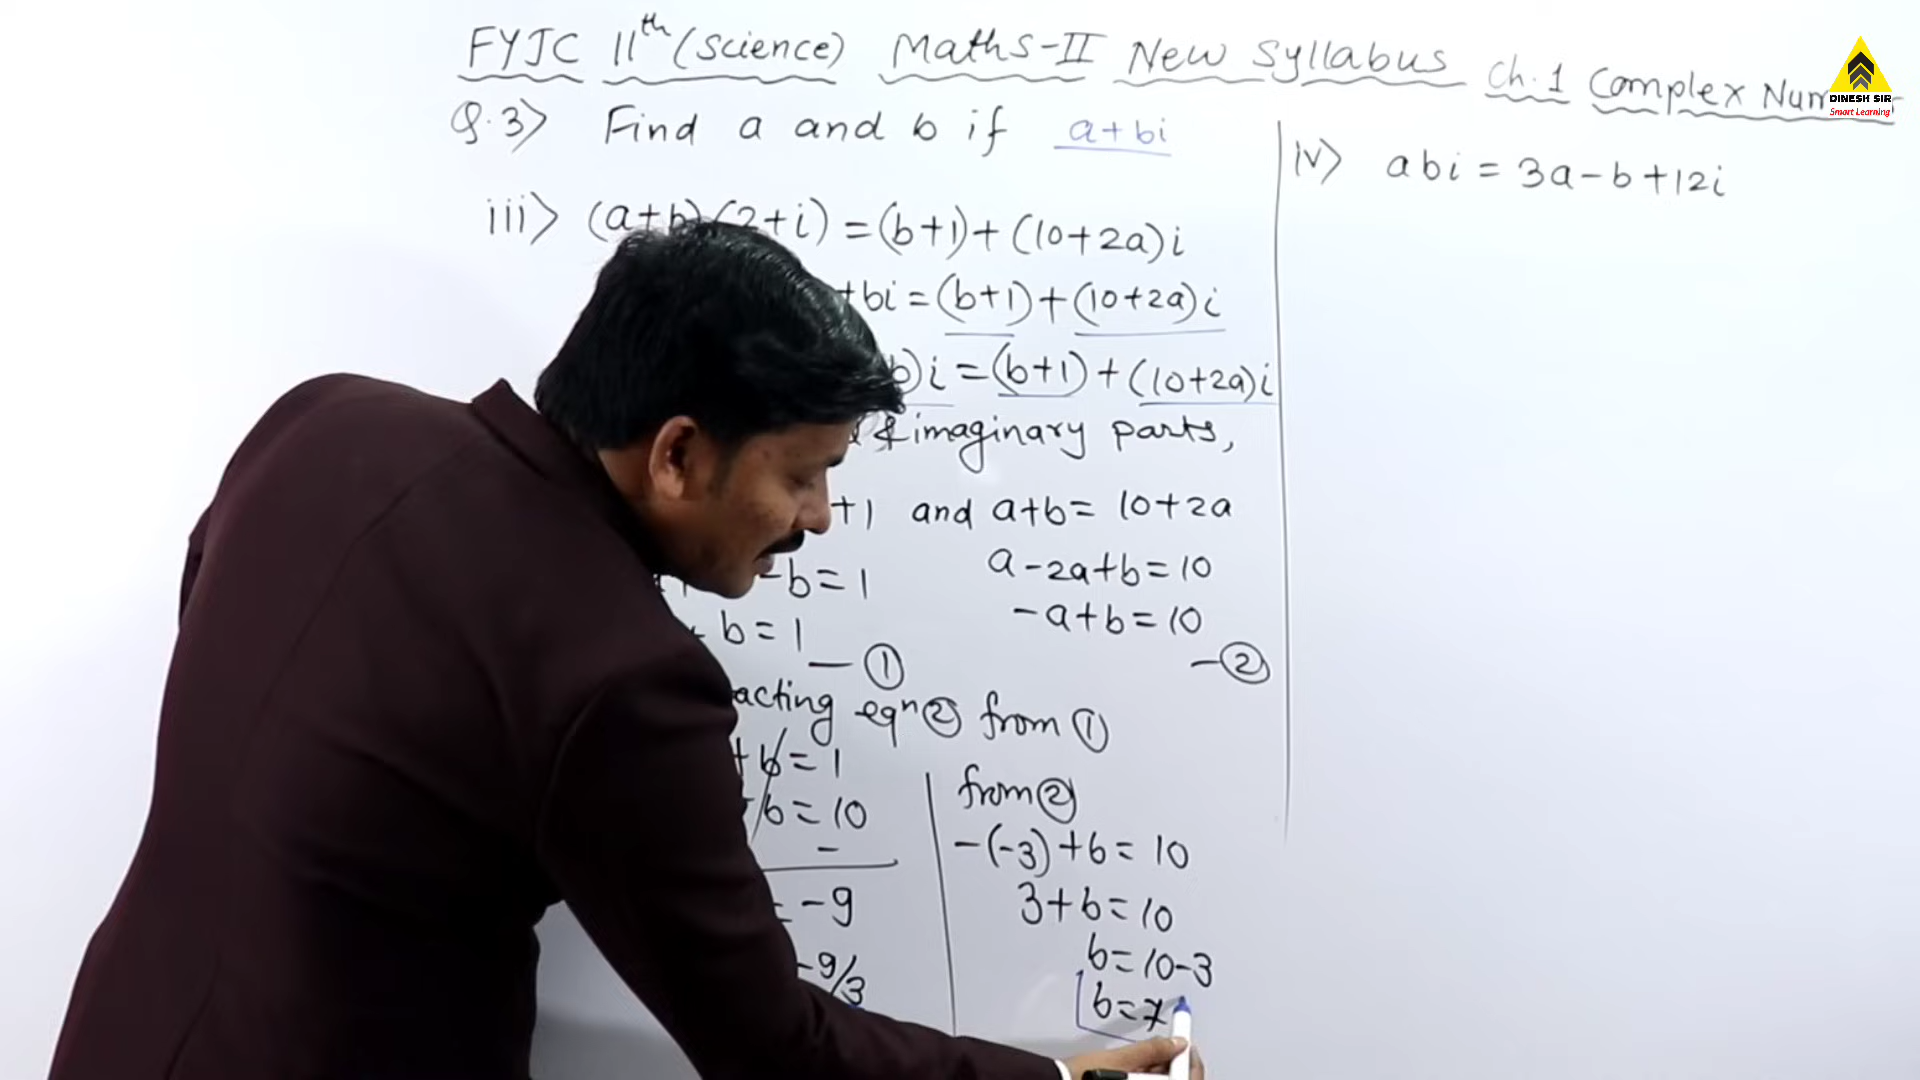 FYJC 11th (Science) Maths-II New Syllabus Ch.1 Complex Num
DINESH SIR
Smart Learning
Q.3> Find a and b if a+bi
iii> (a+b)(2+i) = (b+1)+(10+2a)i
+bi = (b+1)+(10+2a)i
b)i = (b+1)+(10+2a)i
& imaginary parts,
+1 and a+b = 10+2a
-b = 1
a-2a+b = 10
b = 1 — ①
-a+b = 10
— ②
acting eqn ② from ①
+b = 1
b = 10
-
= -9
-9/3
from ②
-(-3)+b = 10
3+b = 10
b = 10-3
b = 7
iv> abi = 3a-b+12i